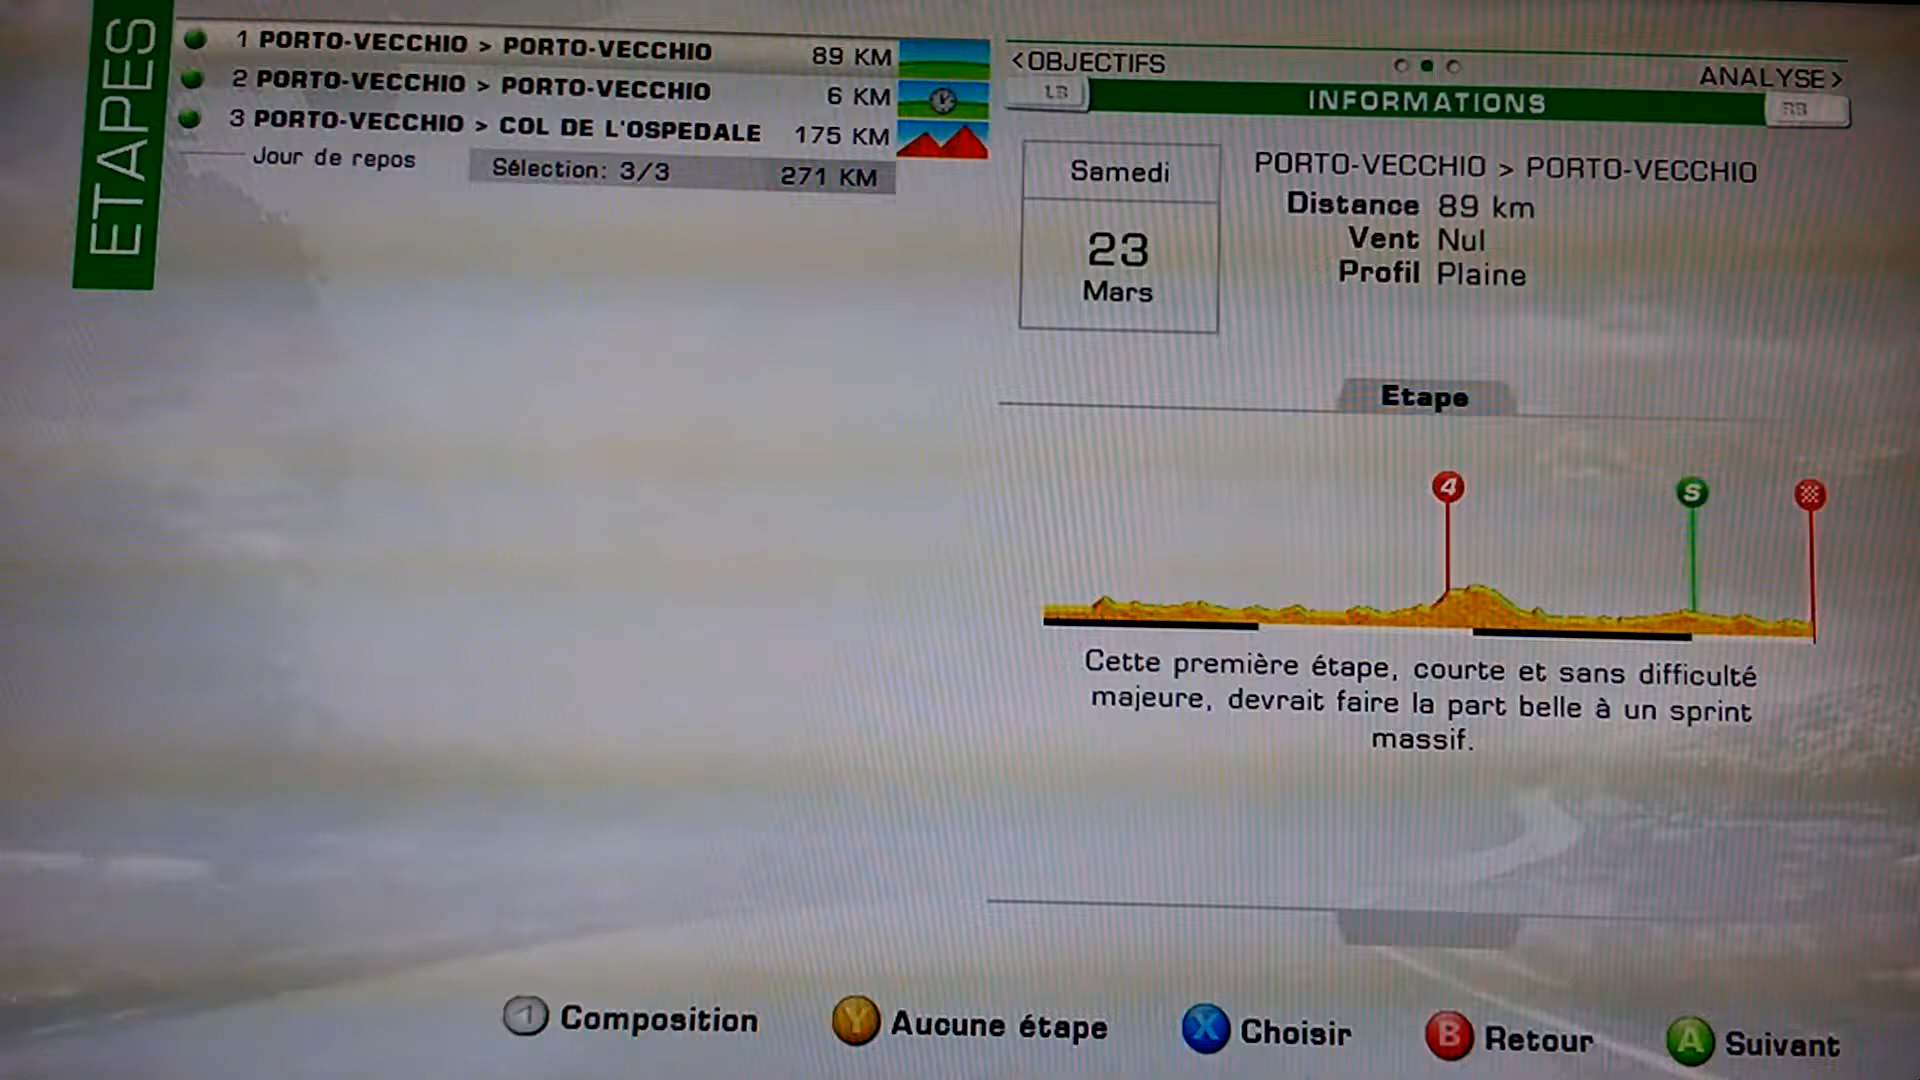 ETAPES
1 PORTO-VECCHIO > PORTO-VECCHIO 89 KM
2 PORTO-VECCHIO > PORTO-VECCHIO 6 KM
3 PORTO-VECCHIO > COL DE L'OSPEDALE 175 KM
Jour de repos
Sélection: 3/3 271 KM
<OBJECTIFS
ANALYSE>
LB
INFORMATIONS
RB
Samedi
23
Mars
PORTO-VECCHIO > PORTO-VECCHIO
Distance 89 km
Vent Nul
Profil Plaine
Etape
4
S
Cette première étape, courte et sans difficulté
majeure, devrait faire la part belle à un sprint
massif.
Composition
Y Aucune étape
X Choisir
B Retour
A Suivant